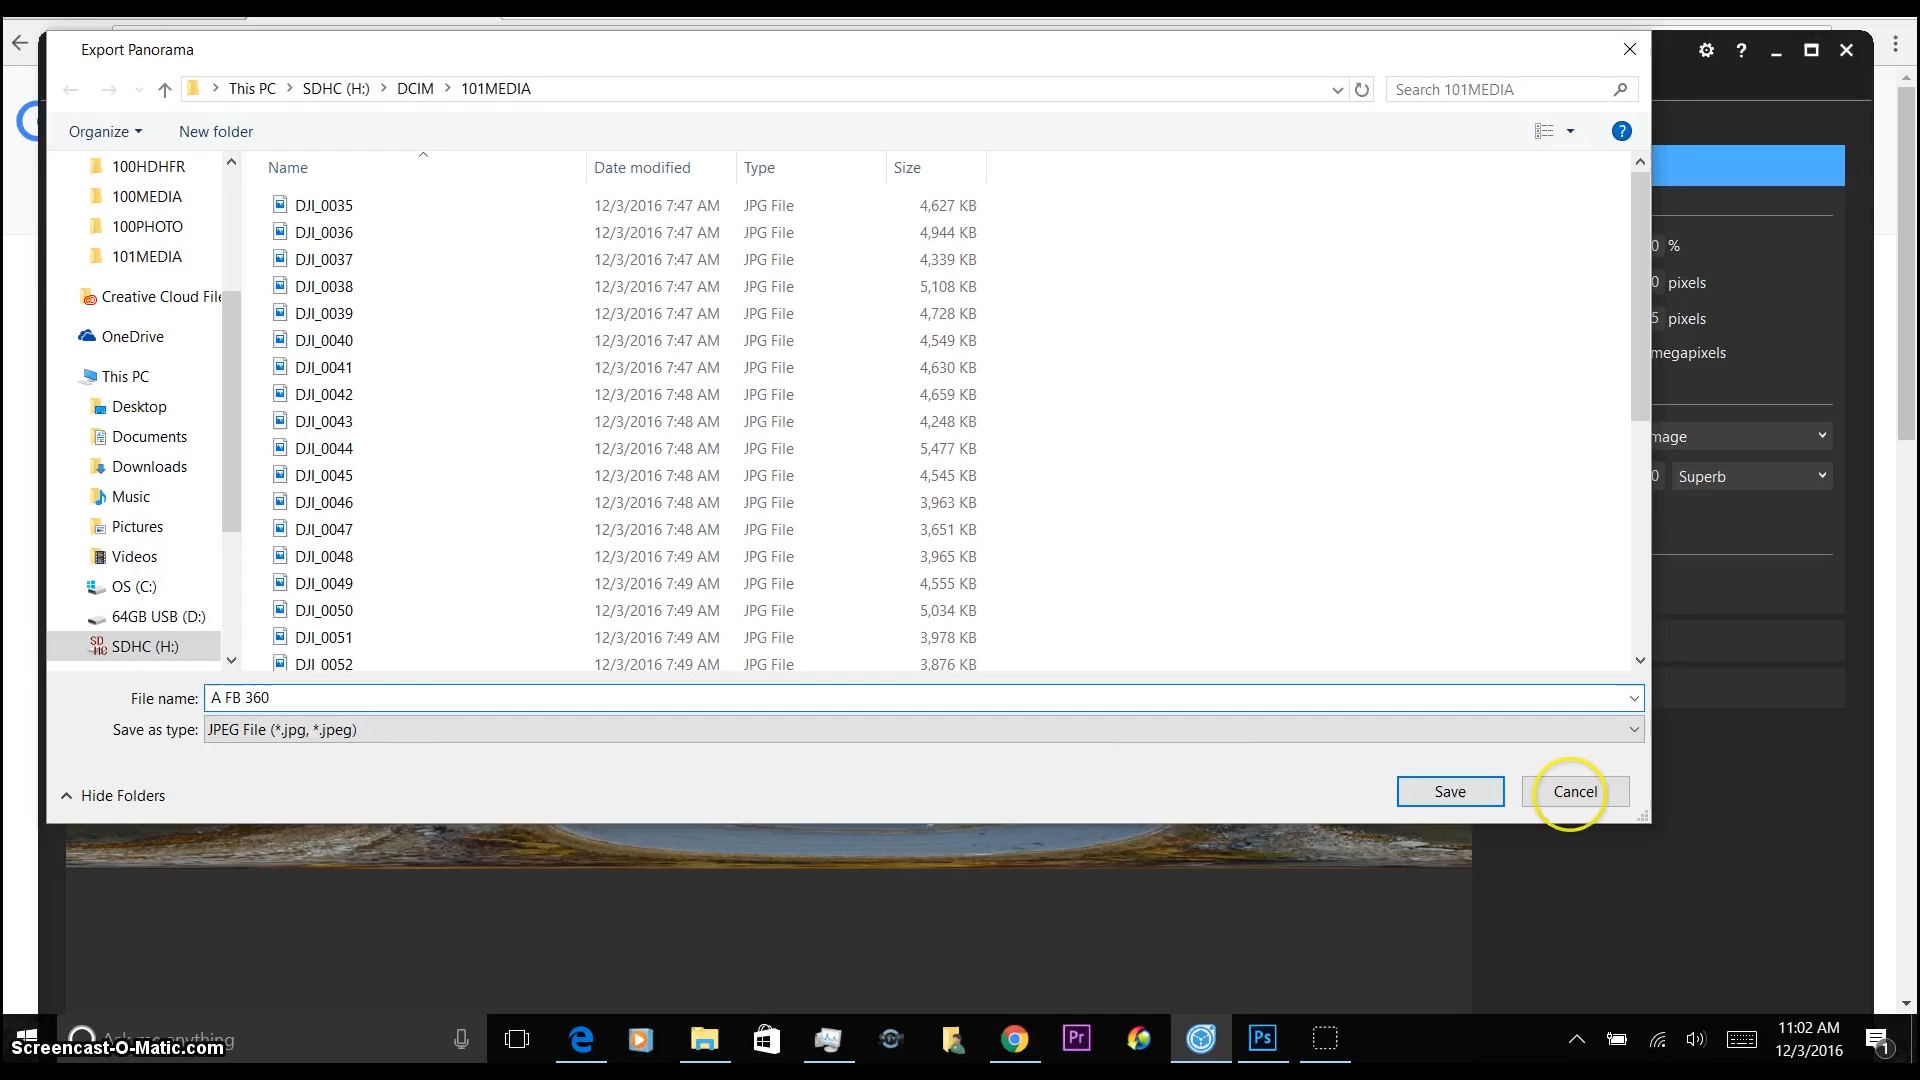 Export Panorama
This PC > SDHC (H:) > DCIM > 101MEDIA
Search 101MEDIA
Organize
New folder
?
100HDHFR
100MEDIA
100PHOTO
101MEDIA
Creative Cloud File
OneDrive
This PC
Desktop
Documents
Downloads
Music
Pictures
Videos
OS (C:)
64GB USB (D:)
SDHC (H:)
Name Date modified Type Size
DJI_0035 12/3/2016 7:47 AM JPG File 4,627 KB
DJI_0036 12/3/2016 7:47 AM JPG File 4,944 KB
DJI_0037 12/3/2016 7:47 AM JPG File 4,339 KB
DJI_0038 12/3/2016 7:47 AM JPG File 5,108 KB
DJI_0039 12/3/2016 7:47 AM JPG File 4,728 KB
DJI_0040 12/3/2016 7:47 AM JPG File 4,549 KB
DJI_0041 12/3/2016 7:47 AM JPG File 4,630 KB
DJI_0042 12/3/2016 7:48 AM JPG File 4,659 KB
DJI_0043 12/3/2016 7:48 AM JPG File 4,248 KB
DJI_0044 12/3/2016 7:48 AM JPG File 5,477 KB
DJI_0045 12/3/2016 7:48 AM JPG File 4,545 KB
DJI_0046 12/3/2016 7:48 AM JPG File 3,963 KB
DJI_0047 12/3/2016 7:48 AM JPG File 3,651 KB
DJI_0048 12/3/2016 7:49 AM JPG File 3,965 KB
DJI_0049 12/3/2016 7:49 AM JPG File 4,555 KB
DJI_0050 12/3/2016 7:49 AM JPG File 5,034 KB
DJI_0051 12/3/2016 7:49 AM JPG File 3,978 KB
DJI_0052 12/3/2016 7:49 AM JPG File 3,876 KB
File name: A FB 360
Save as type: JPEG File (*.jpg, *.jpeg)
Hide Folders
Save
Cancel
?
0 %
0 pixels
5 pixels
megapixels
mage
0 Superb
Ask me anything
Screencast-O-Matic.com
Pr
Ps
11:02 AM
12/3/2016
1